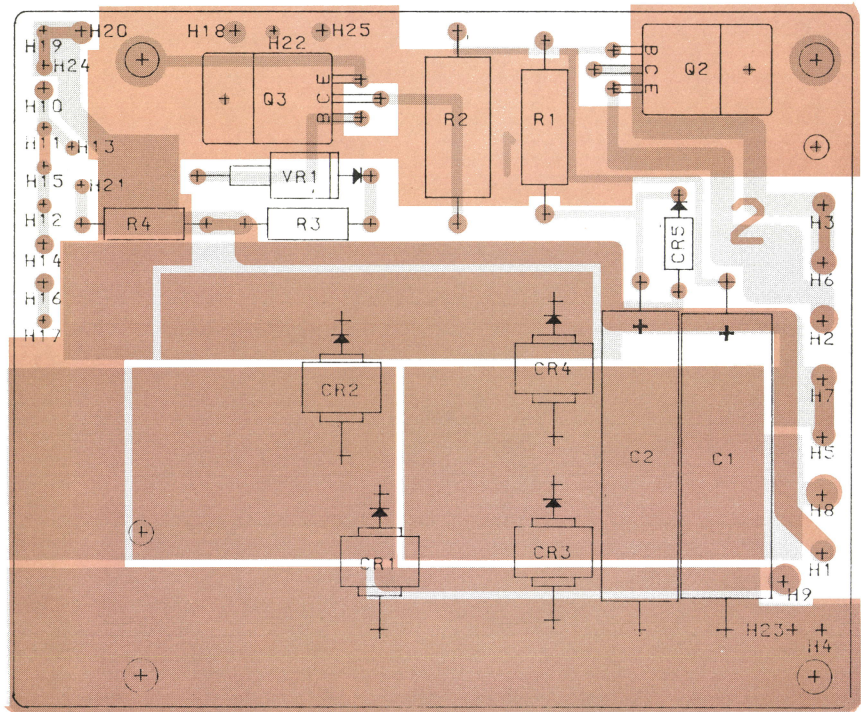 H20 H18 H25
H19 H22
H24
B C E Q2
Q3 B C E
H10
R2 R1
H11 H13
1
VR1
H15
H21
H12 R4 R3 2 H3
CR5
H14
H6
H16
H17 H2
CR2 CR4
H7
C2 C1 H5
H8
CR1 CR3 H1
H9
H23 H4